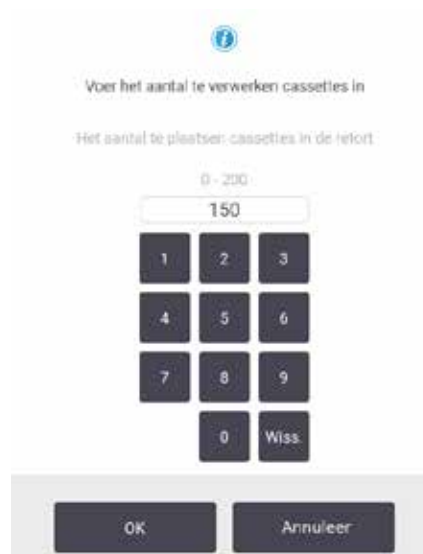 Voer het aantal te verwerken cassettes in
Het aantal te plaatsen cassettes in de retort
0 - 200
150
1 2 3
4 5 6
7 8 9
0 Wiss.
OK Annuleer